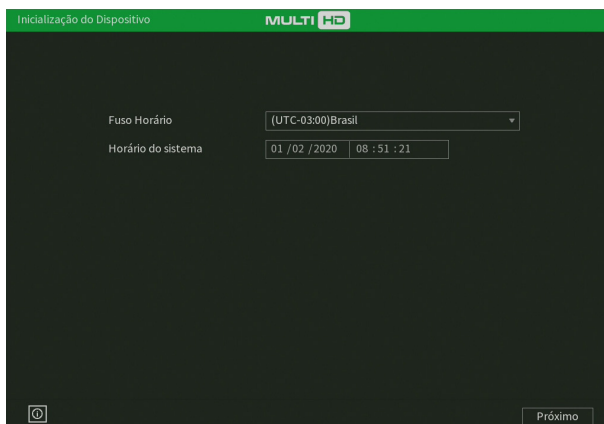 Inicialização do Dispositivo MULTI HD
Fuso Horário (UTC-03:00)Brasil
Horário do sistema 01 /02 /2020 08 : 51 : 21
Próximo